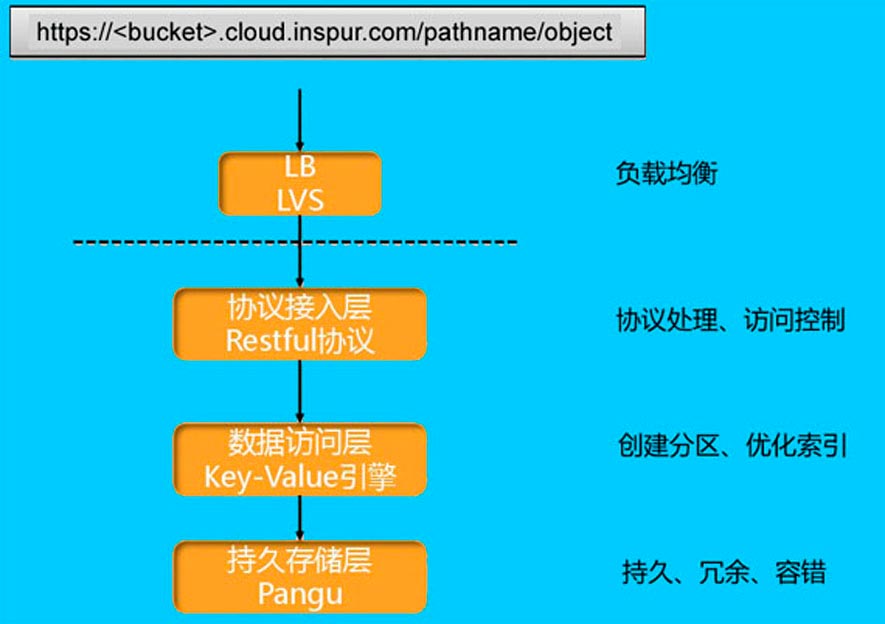 https://<bucket>.cloud.inspur.com/pathname/object
LB
LVS
负载均衡
协议接入层
Restful协议
协议处理、访问控制
数据访问层
Key-Value引擎
创建分区、优化索引
持久存储层
Pangu
持久、冗余、容错